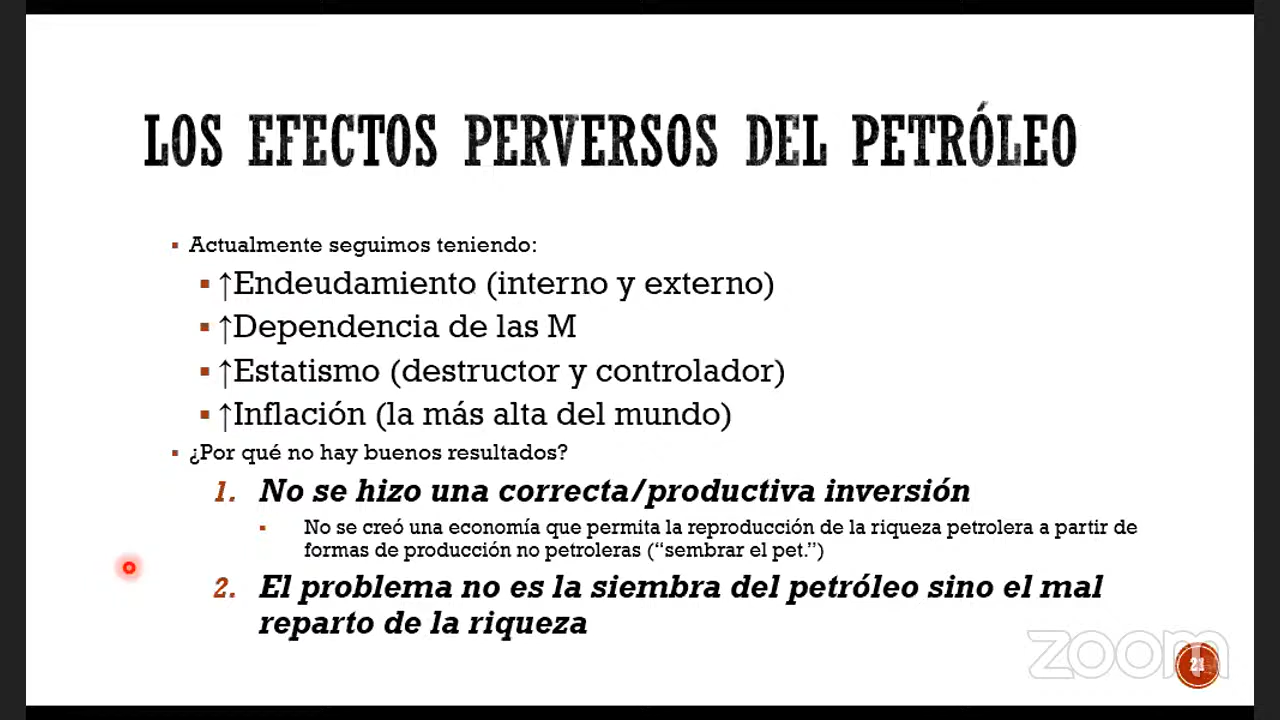 LOS EFECTOS PERVERSOS DEL PETRÓLEO
Actualmente seguimos teniendo:
↑Endeudamiento (interno y externo)
↑Dependencia de las M
↑Estatismo (destructor y controlador)
↑Inflación (la más alta del mundo)
¿Por qué no hay buenos resultados?
1. No se hizo una correcta/productiva inversión
No se creó una economía que permita la reproducción de la riqueza petrolera a partir de
formas de producción no petroleras (“sembrar el pet.”)
2. El problema no es la siembra del petróleo sino el mal
reparto de la riqueza
zoom